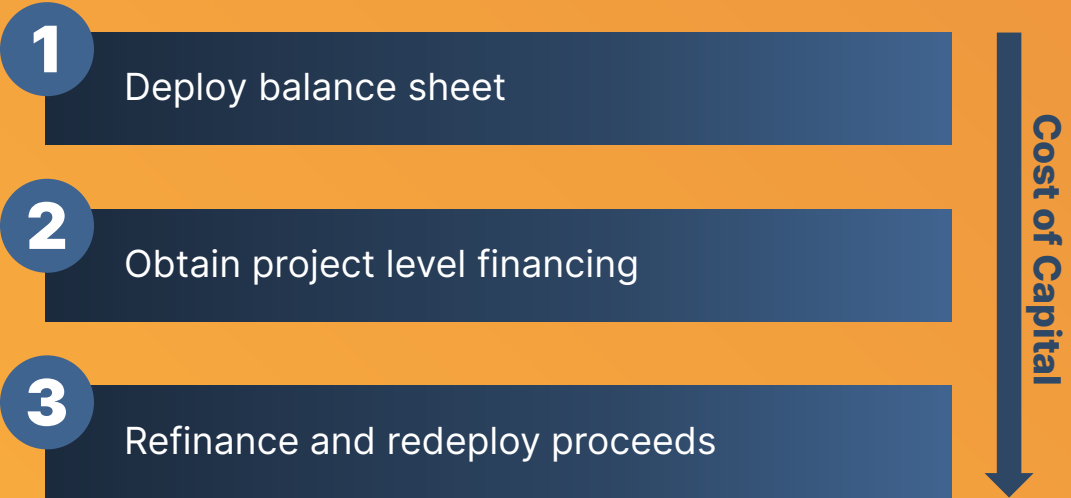 1
Deploy balance sheet
2
Obtain project level financing
3
Refinance and redeploy proceeds
Cost of Capital